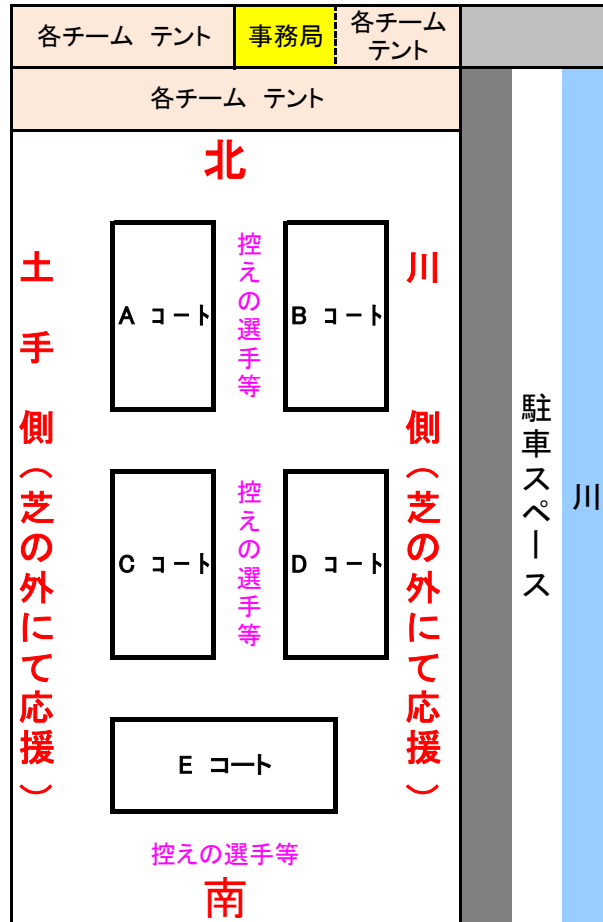 各チーム テント
事務局
各チーム
テント
各チーム テント
北
土手側（芝の外にて応援）
A コート
控えの選手等
B コート
川側（芝の外にて応援）
C コート
控えの選手等
D コート
E コート
控えの選手等
南
駐車スペース
川